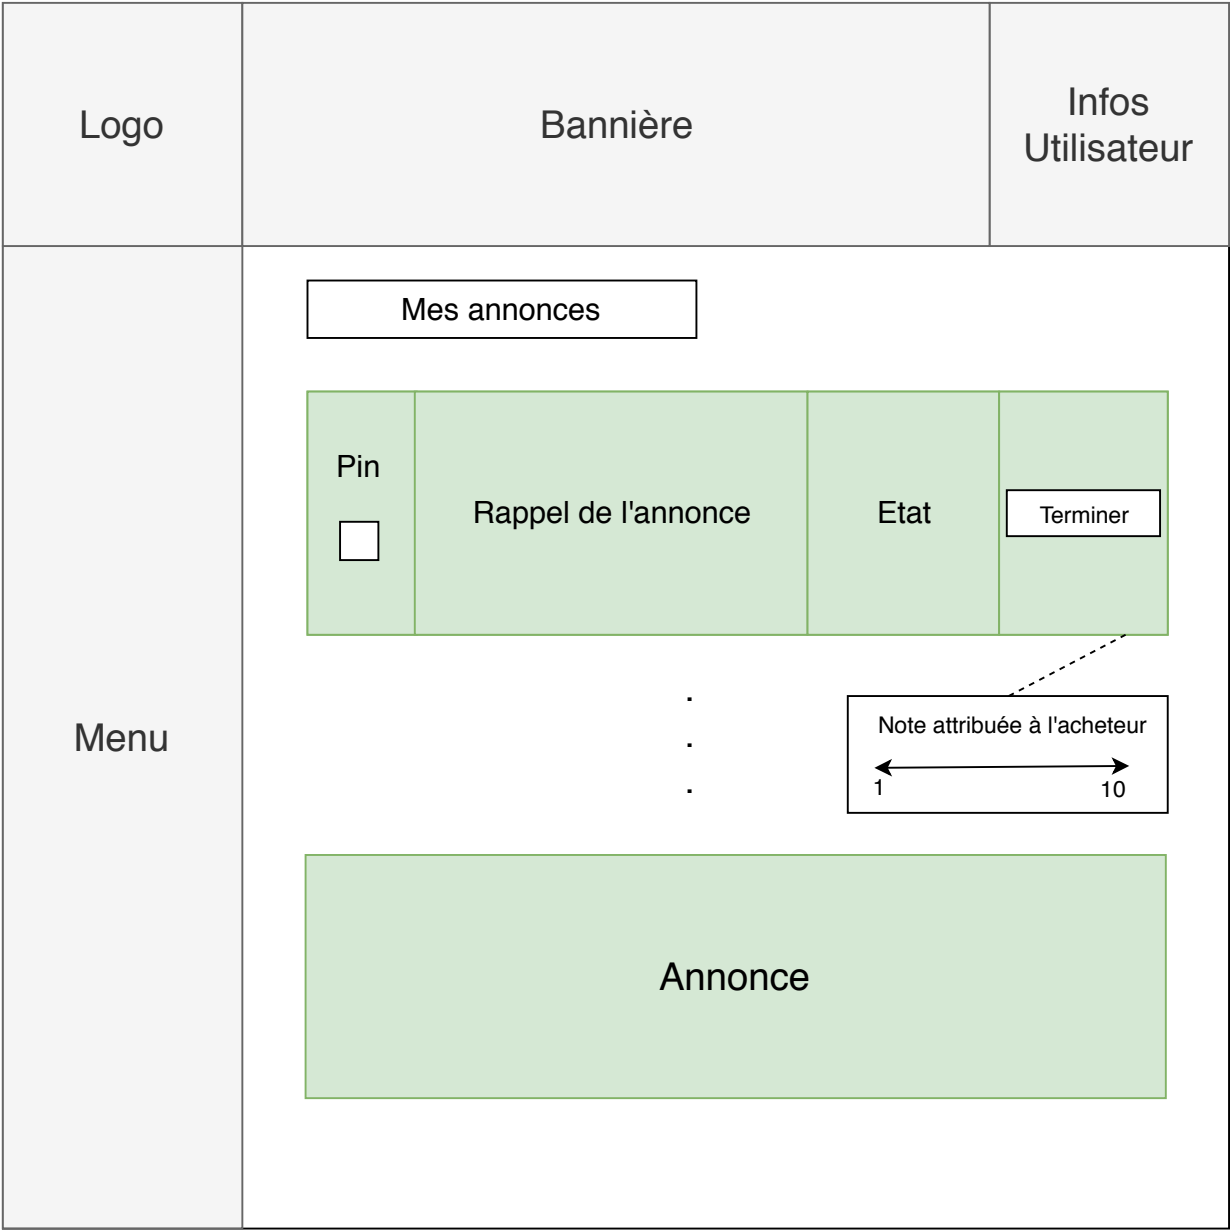 Logo
Bannière
Infos
Utilisateur
Menu
Mes annonces
Pin
Rappel de l'annonce
Etat
Terminer
.
.
.
Note attribuée à l'acheteur
1
10
Annonce